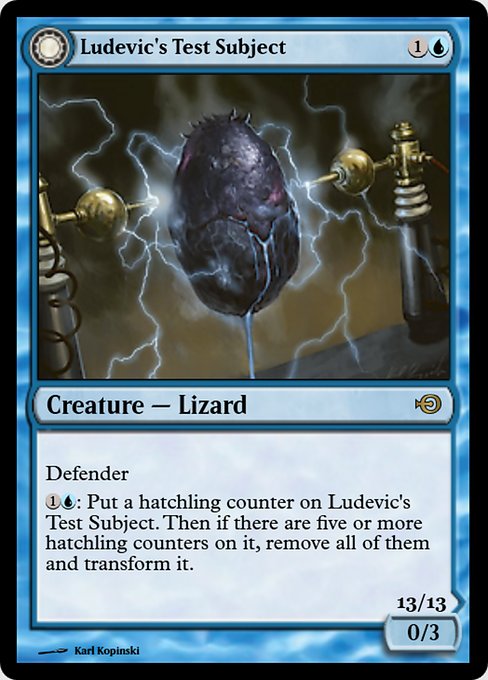 Ludevic's Test Subject 1
Creature — Lizard
Defender
1: Put a hatchling counter on Ludevic's
Test Subject. Then if there are five or more
hatchling counters on it, remove all of them
and transform it.
13/13
0/3
Karl Kopinski